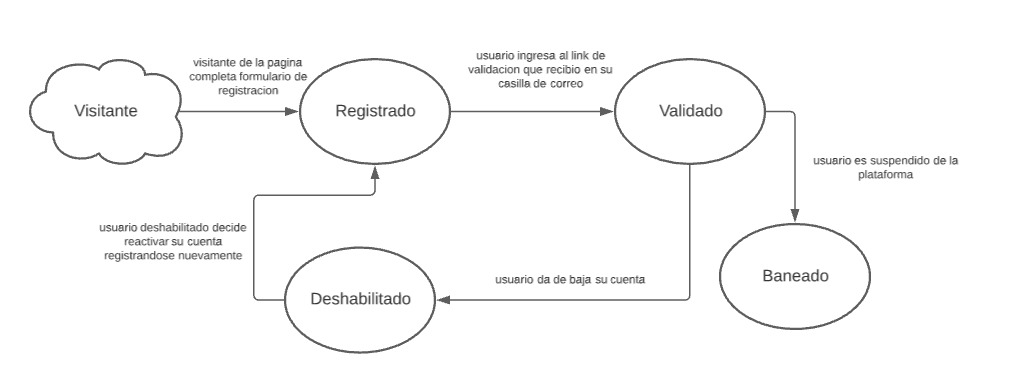 Visitante
visitante de la pagina
completa formulario de
registracion
Registrado
usuario ingresa al link de
validacion que recibio en su
casilla de correo
Validado
usuario es suspendido de la
plataforma
Baneado
usuario da de baja su cuenta
Deshabilitado
usuario deshabilitado decide
reactivar su cuenta
registrandose nuevamente